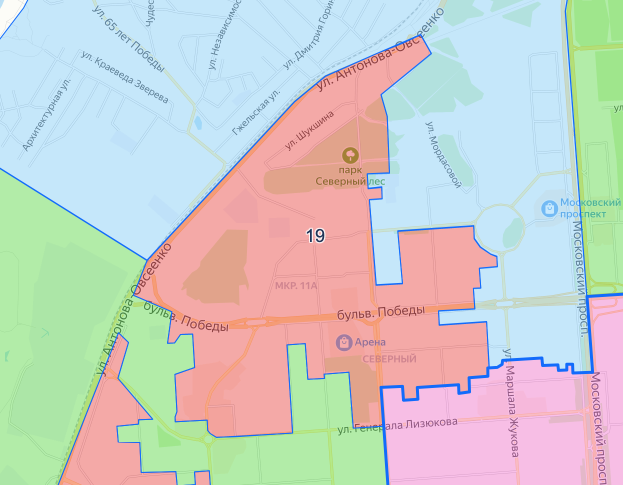 ул. 65 лет Победы
Чудес
ул. Независимос
ул. Дмитрия Горин
ул. Антонова-Овсеенко
ул. Краеведа Зверева
Архитектурная ул.
Гжельская ул.
ул. Шукшина
ул. Мордасовой
парк
Северный лес
Московский
проспект
19
Московский просп.
ул. Антонова-Овсеенко
МКР. 11А
бульв. Победы
бульв. Победы
Арена
СЕВЕРНЫЙ
ул. Маршала Жукова
ул. Генерала Лизюкова
Московский просп